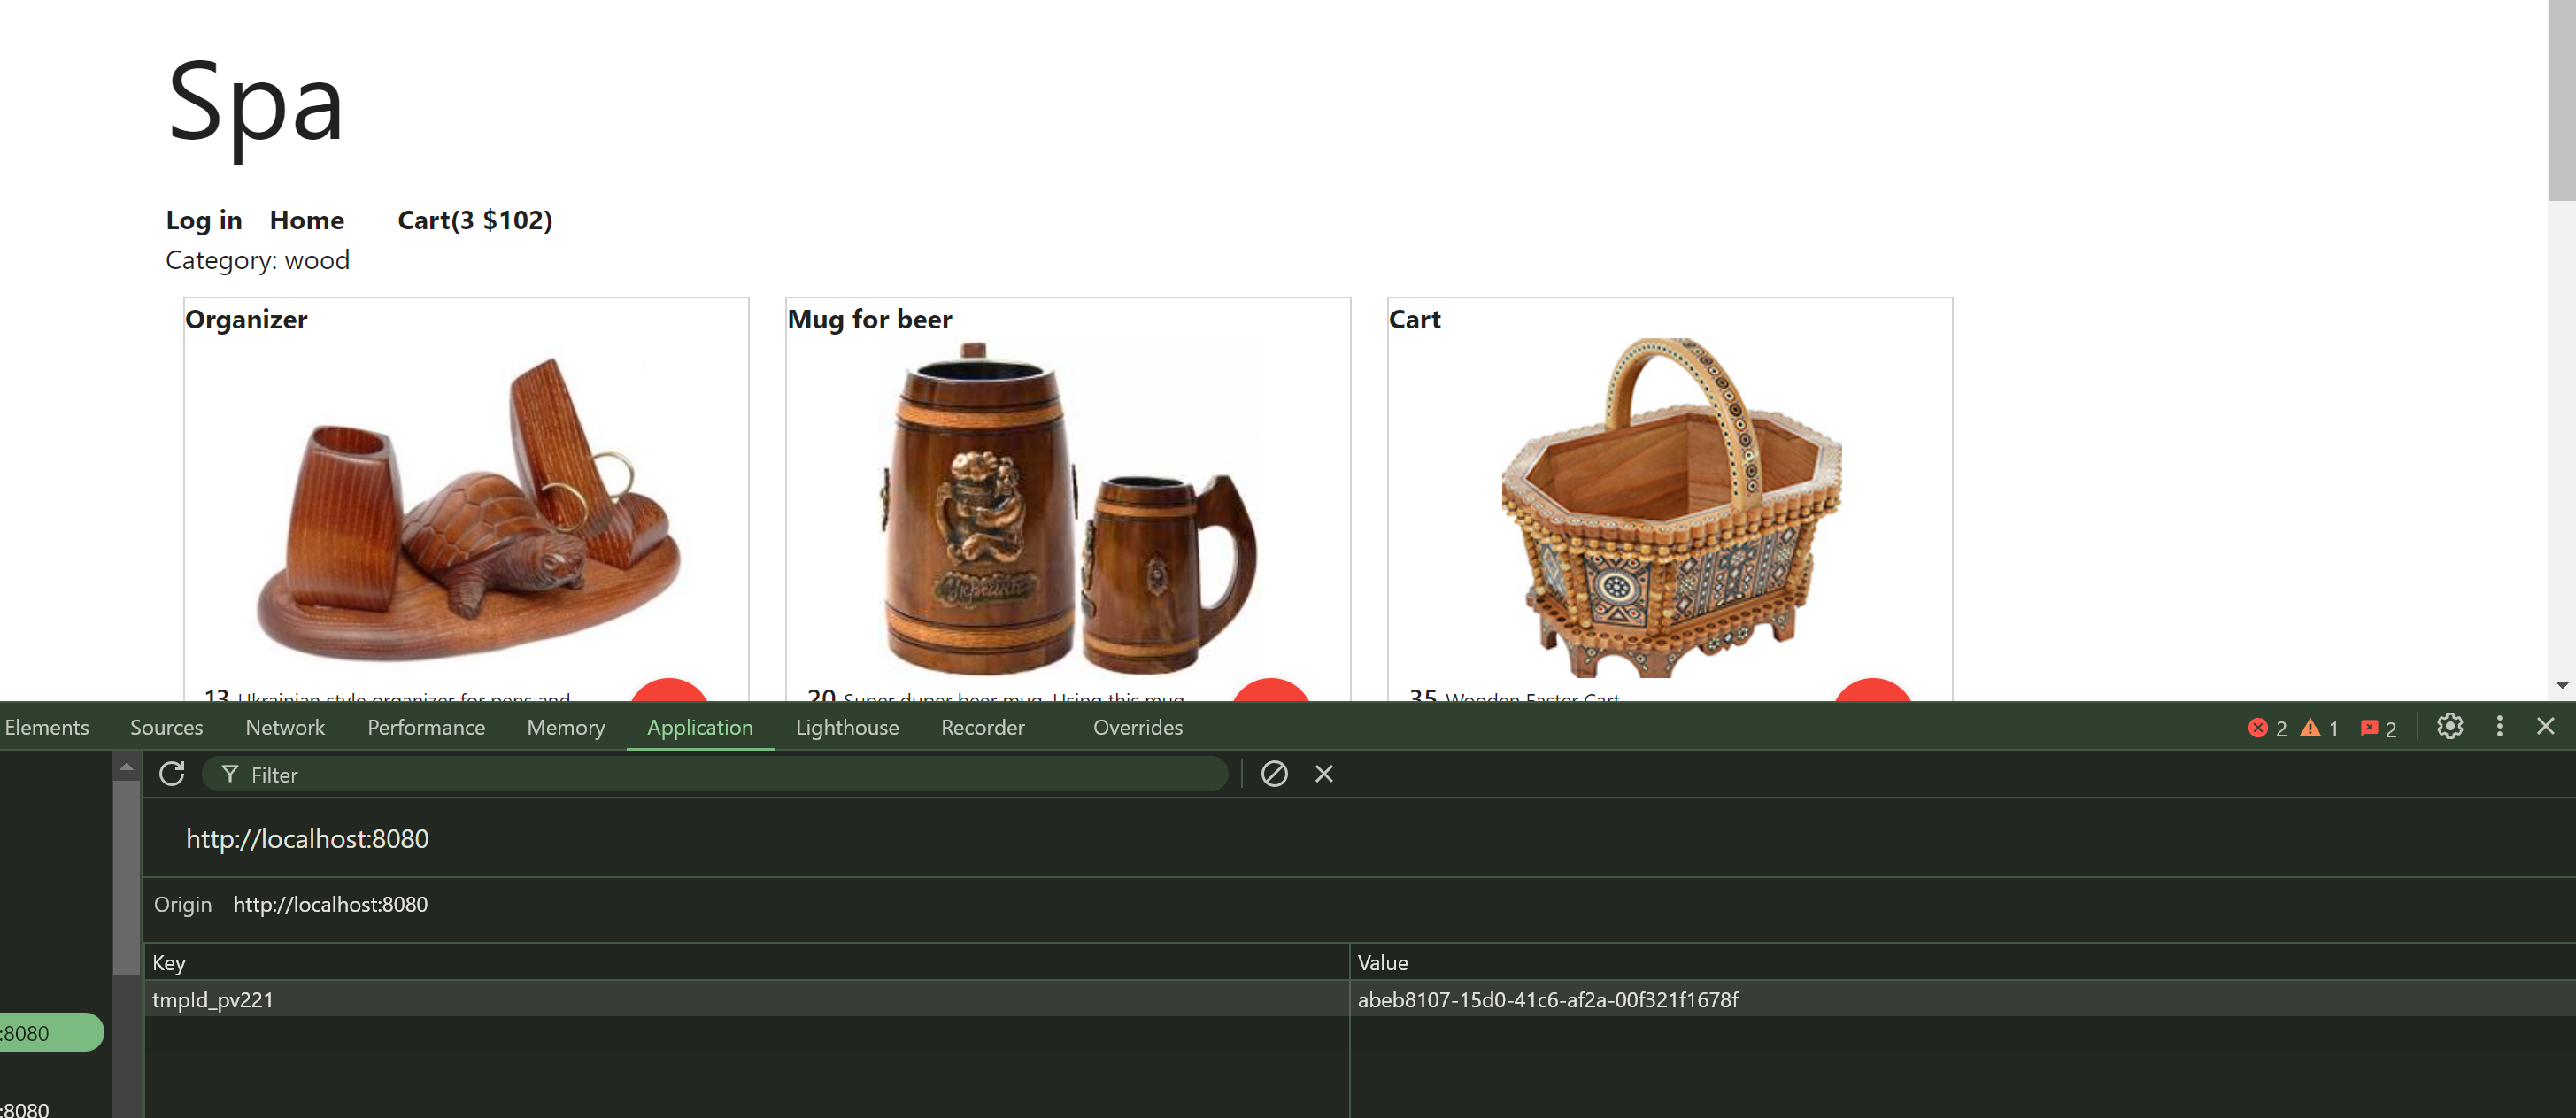 Spa
Log in Home Cart(3 $102)
Category: wood
Organizer
Mug for beer
Cart
Україна
13 Ukrainian style organizer for pens and
20 Super duper beer mug. Using this mug
35 Wooden Easter Cart
Elements Sources Network Performance Memory Application Lighthouse Recorder Overrides 2 1 2
Filter
http://localhost:8080
Origin http://localhost:8080
Key Value
tmpId_pv221 abeb8107-15d0-41c6-af2a-00f321f1678f
:8080
:8080